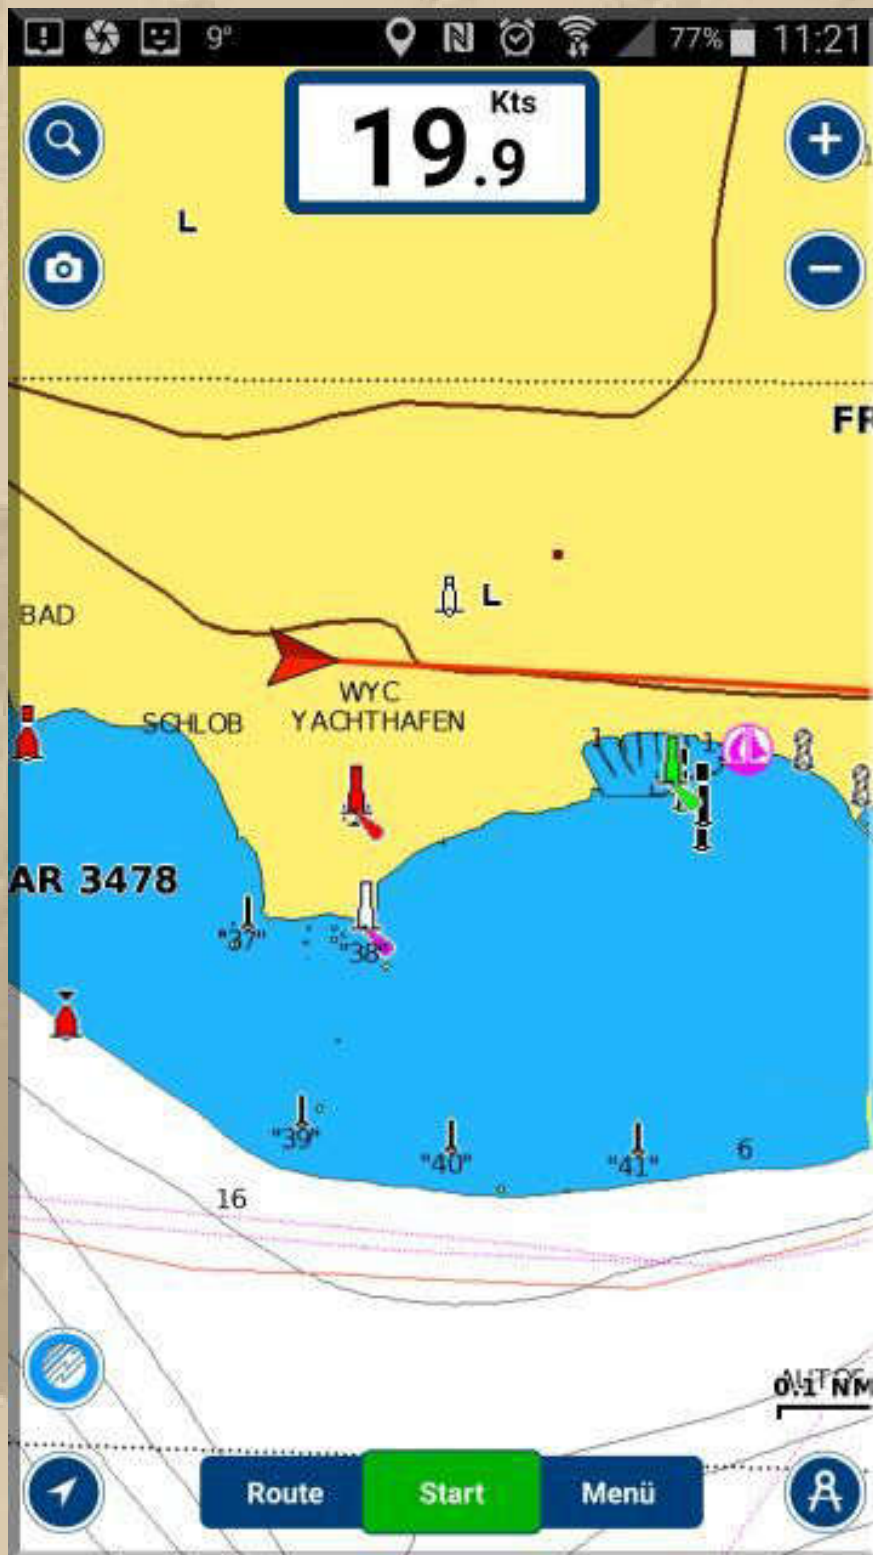 9° 77% 11:21
Kts
19.9
L
FR
L
BAD
WYC
SCHLOB YACHTHAFEN
1 1
AR 3478
"37" "38"
"39" "40" "41" 6
16
0.1 NM
Route Start Menü